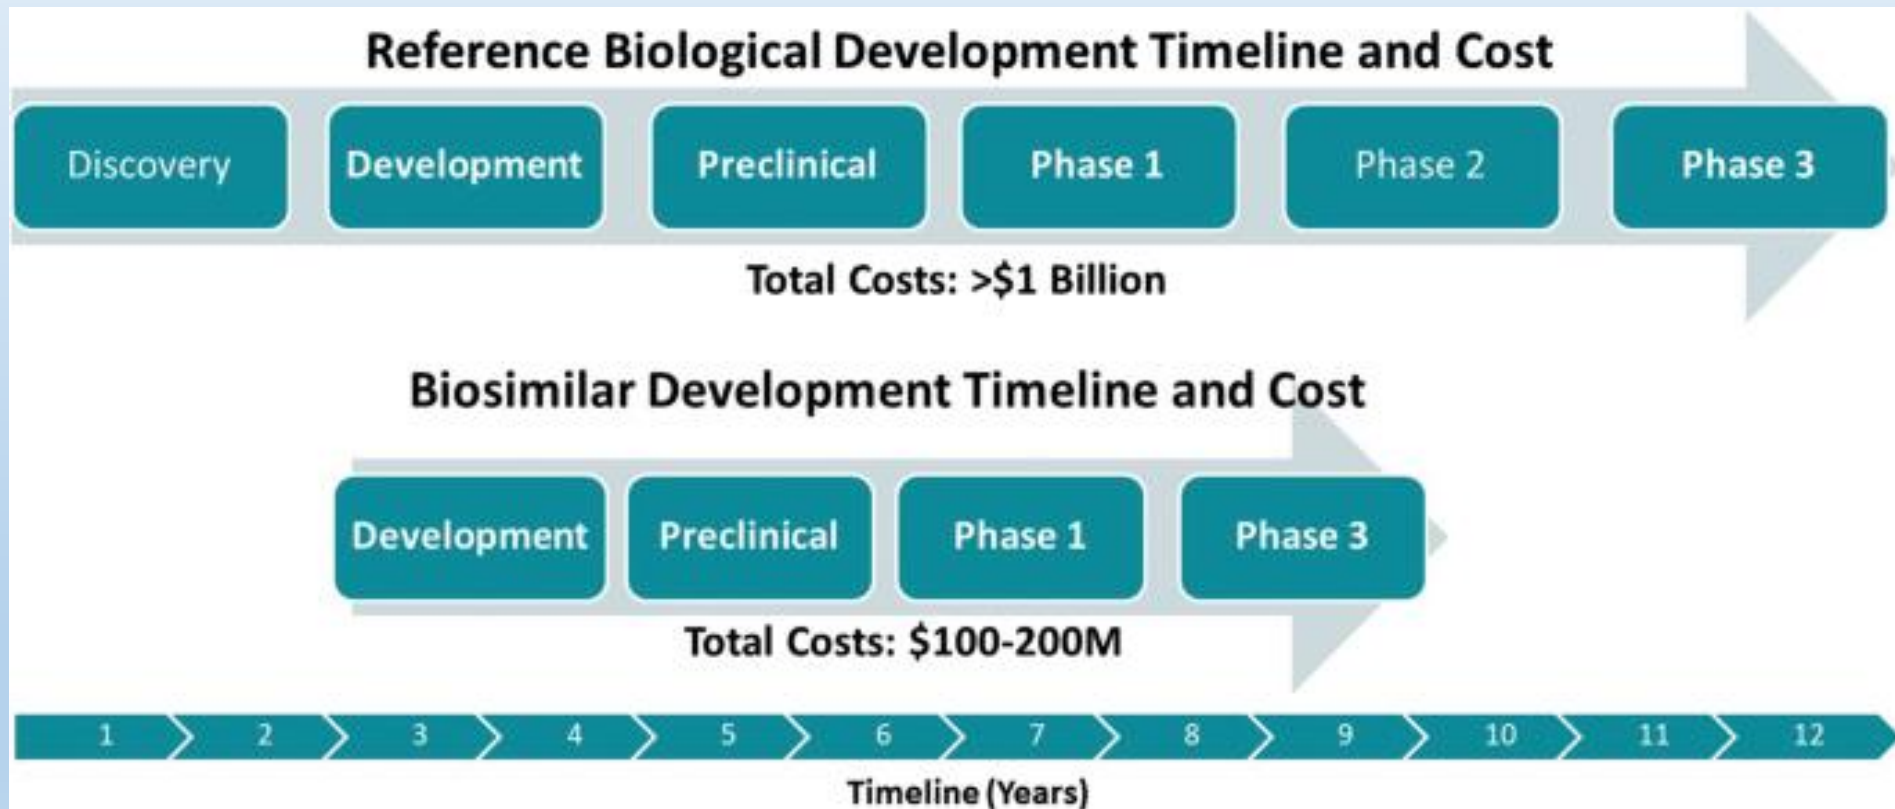 Reference Biological Development Timeline and Cost
Discovery Development Preclinical Phase 1 Phase 2 Phase 3
Total Costs: >$1 Billion
Biosimilar Development Timeline and Cost
Development Preclinical Phase 1 Phase 3
Total Costs: $100-200M
1 2 3 4 5 6 7 8 9 10 11 12
Timeline (Years)